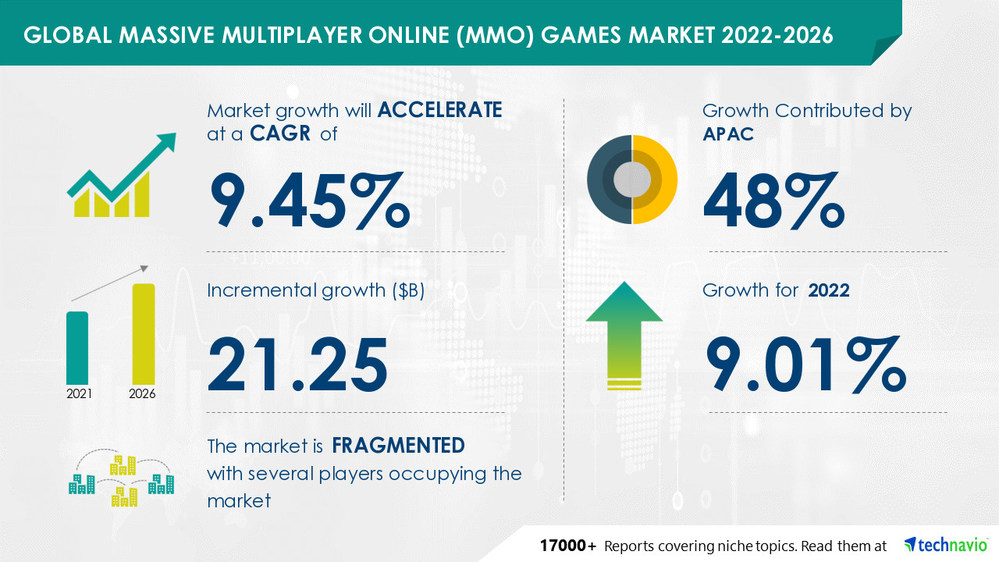 GLOBAL MASSIVE MULTIPLAYER ONLINE (MMO) GAMES MARKET 2022-2026
Market growth will ACCELERATE
at a CAGR of
9.45%
Incremental growth ($B)
21.25
2021
2026
The market is FRAGMENTED
with several players occupying the
market
Growth Contributed by
APAC
48%
Growth for 2022
9.01%
17000+ Reports covering niche topics. Read them at
technavio